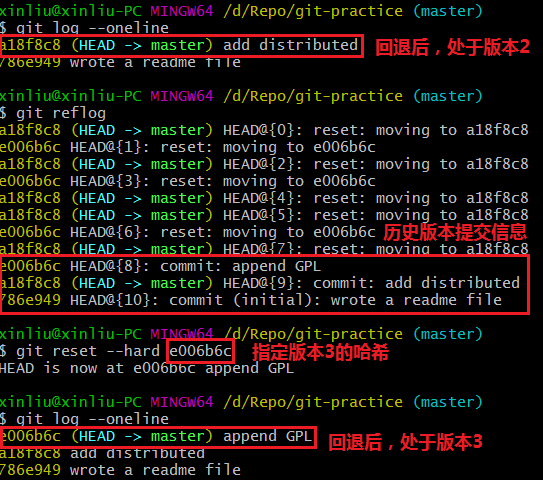 xinliu@xinliu-PC MINGW64 /d/Repo/git-practice (master)
$ git log --oneline
a18f8c8 (HEAD -> master) add distributed 回退后，处于版本2
786e949 wrote a readme file
xinliu@xinliu-PC MINGW64 /d/Repo/git-practice (master)
$ git reflog
a18f8c8 (HEAD -> master) HEAD@{0}: reset: moving to a18f8c8
e006b6c HEAD@{1}: reset: moving to e006b6c
a18f8c8 (HEAD -> master) HEAD@{2}: reset: moving to a18f8c8
e006b6c HEAD@{3}: reset: moving to e006b6c
a18f8c8 (HEAD -> master) HEAD@{4}: reset: moving to a18f8c8
a18f8c8 (HEAD -> master) HEAD@{5}: reset: moving to a18f8c8
e006b6c HEAD@{6}: reset: moving to e006b6c 历史版本提交信息
a18f8c8 (HEAD -> master) HEAD@{7}: reset: moving to a18f8c8
e006b6c HEAD@{8}: commit: append GPL
a18f8c8 (HEAD -> master) HEAD@{9}: commit: add distributed
786e949 HEAD@{10}: commit (initial): wrote a readme file
xinliu@xinliu-PC MINGW64 /d/Repo/git-practice (master)
$ git reset --hard e006b6c 指定版本3的哈希
HEAD is now at e006b6c append GPL
xinliu@xinliu-PC MINGW64 /d/Repo/git-practice (master)
$ git log --oneline
e006b6c (HEAD -> master) append GPL 回退后，处于版本3
a18f8c8 add distributed
786e949 wrote a readme file